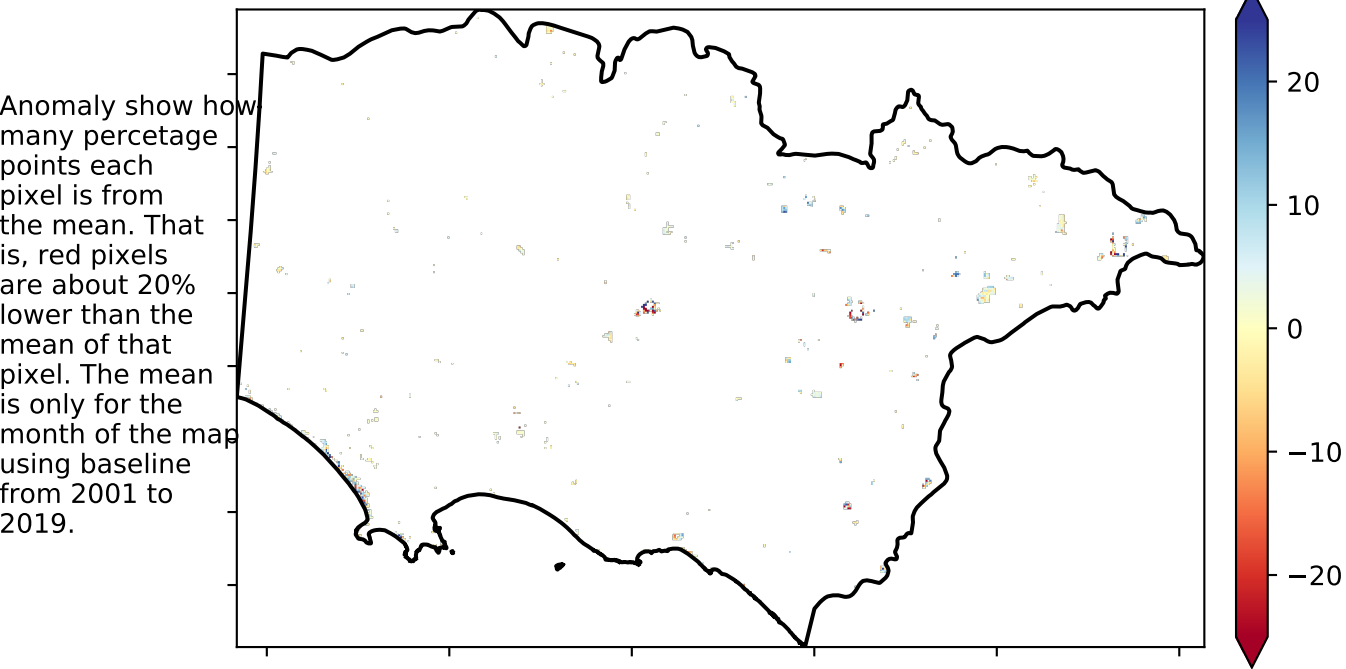 Anomaly show how
many percetage
points each
pixel is from
the mean. That
is, red pixels
are about 20%
lower than the
mean of that
pixel. The mean
is only for the
month of the map
using baseline
from 2001 to
2019.
20
10
0
−10
−20